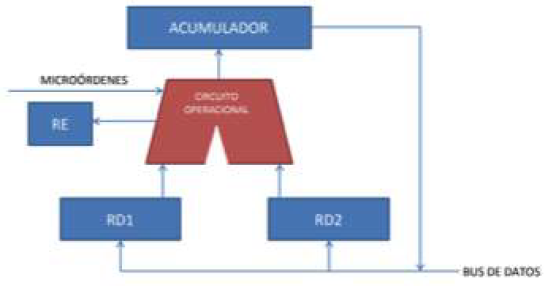 ACUMULADOR
MICROÓRDENES
CIRCUITO
OPERACIONAL
RE
RD1
RD2
BUS DE DATOS